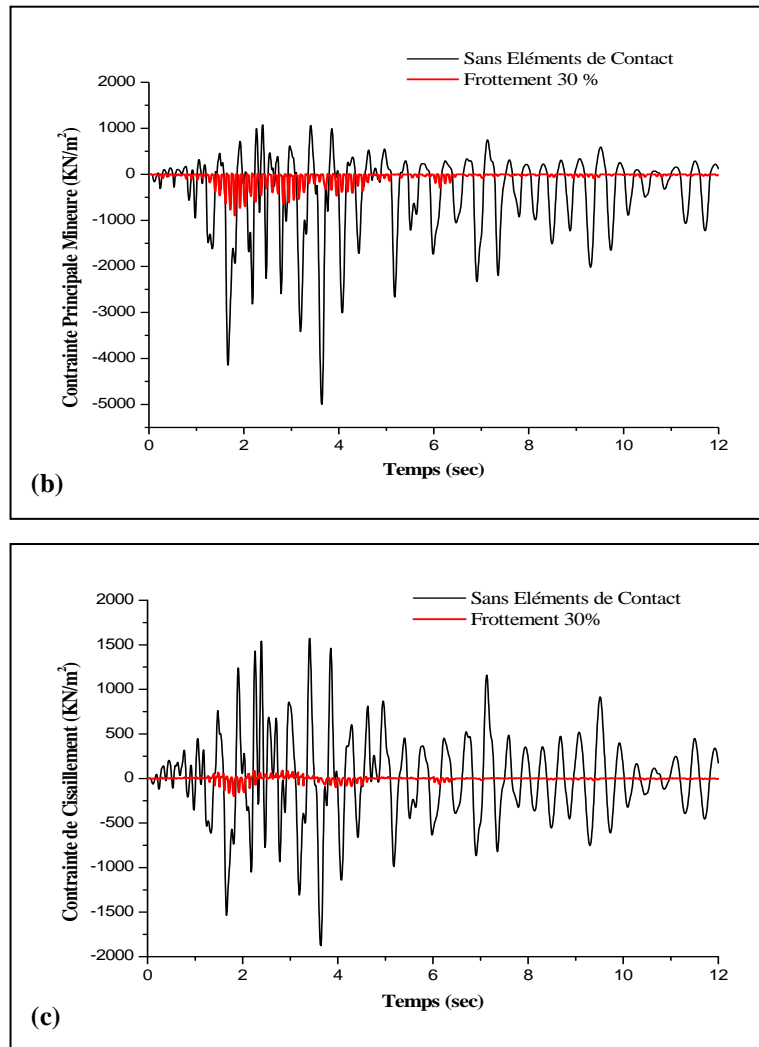 Sans Eléments de Contact
Frottement 30 %
Contrainte Principale Mineure (KN/m²)
2000
1000
0
-1000
-2000
-3000
-4000
-5000
0 2 4 6 8 10 12
Temps (sec)
(b)
Sans Eléments de Contact
Frottement 30%
Contrainte de Cisaillement (KN/m²)
2000
1500
1000
500
0
-500
-1000
-1500
-2000
0 2 4 6 8 10 12
Temps (sec)
(c)